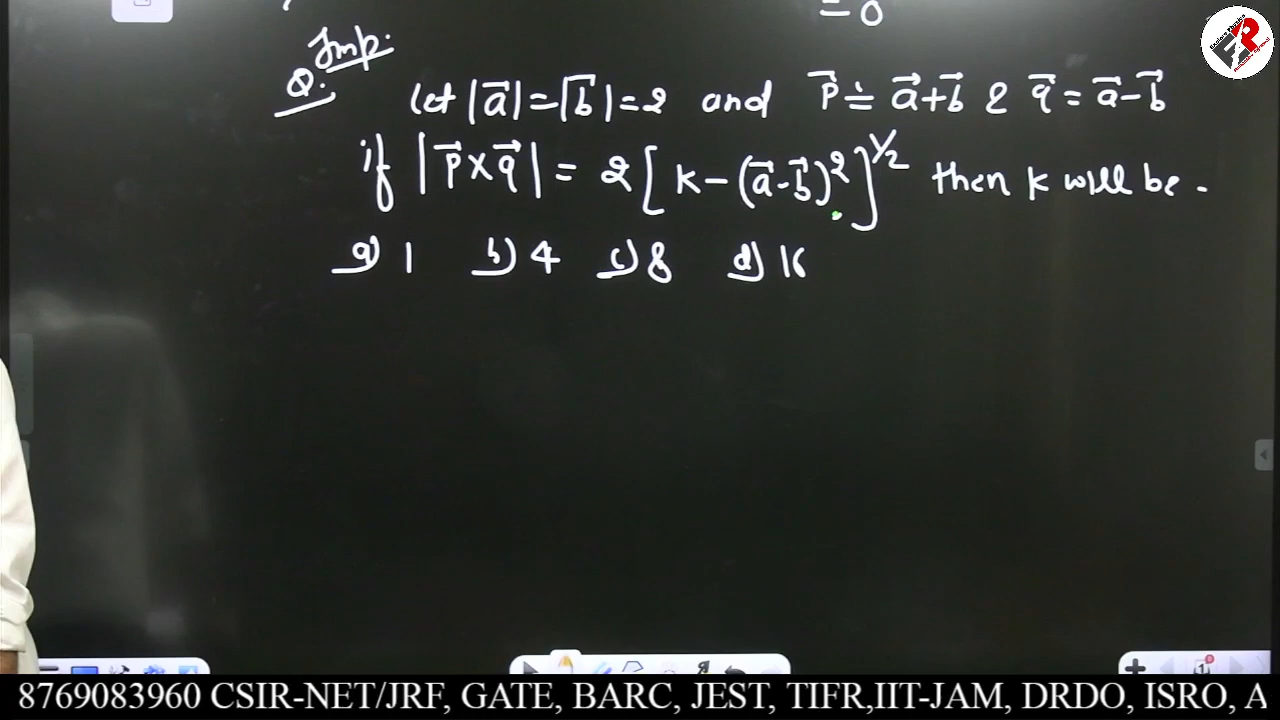 = 0
Imp.
Q. let |a⃗| = |b⃗| = 2 and p⃗ = a⃗+b⃗ & q⃗ = a⃗-b⃗
if |p⃗×q⃗| = 2[K-(a⃗-b⃗)²]^1/2 then K will be -
a) 1 b) 4 c) 8 d) 16
8769083960 CSIR-NET/JRF, GATE, BARC, JEST, TIFR,IIT-JAM, DRDO, ISRO, A